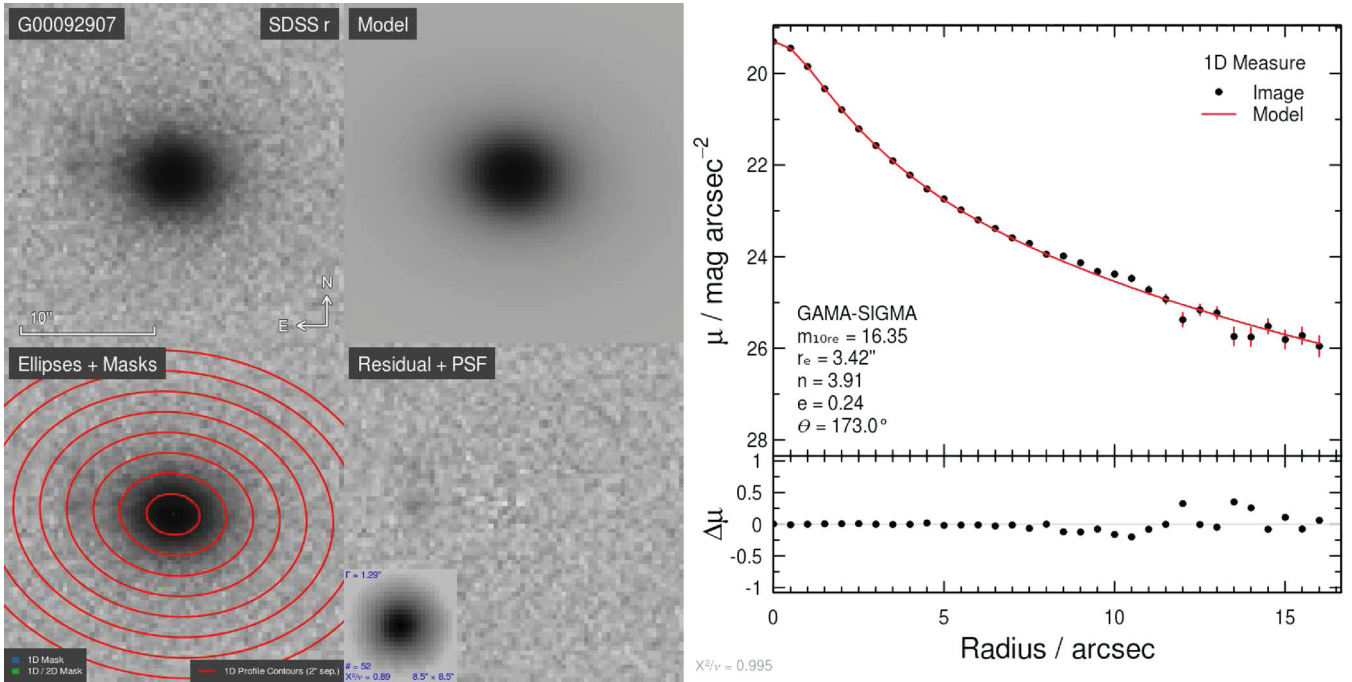 G00092907
SDSS r
Model
10"
N
E
Ellipses + Masks
Residual + PSF
1D Mask
1D / 2D Mask
1D Profile Contours (2" sep.)
Γ = 1.29"
# = 52
Χ²/ν = 0.89
8.5" × 8.5"
1D Measure
Image
Model
μ / mag arcsec⁻²
20
22
24
26
28
GAMA-SIGMA
m₁₀ᵣₑ = 16.35
rₑ = 3.42"
n = 3.91
e = 0.24
Θ = 173.0°
Δμ
1
0.5
0
-0.5
-1
0 5 10 15
Radius / arcsec
Χ²/ν = 0.995